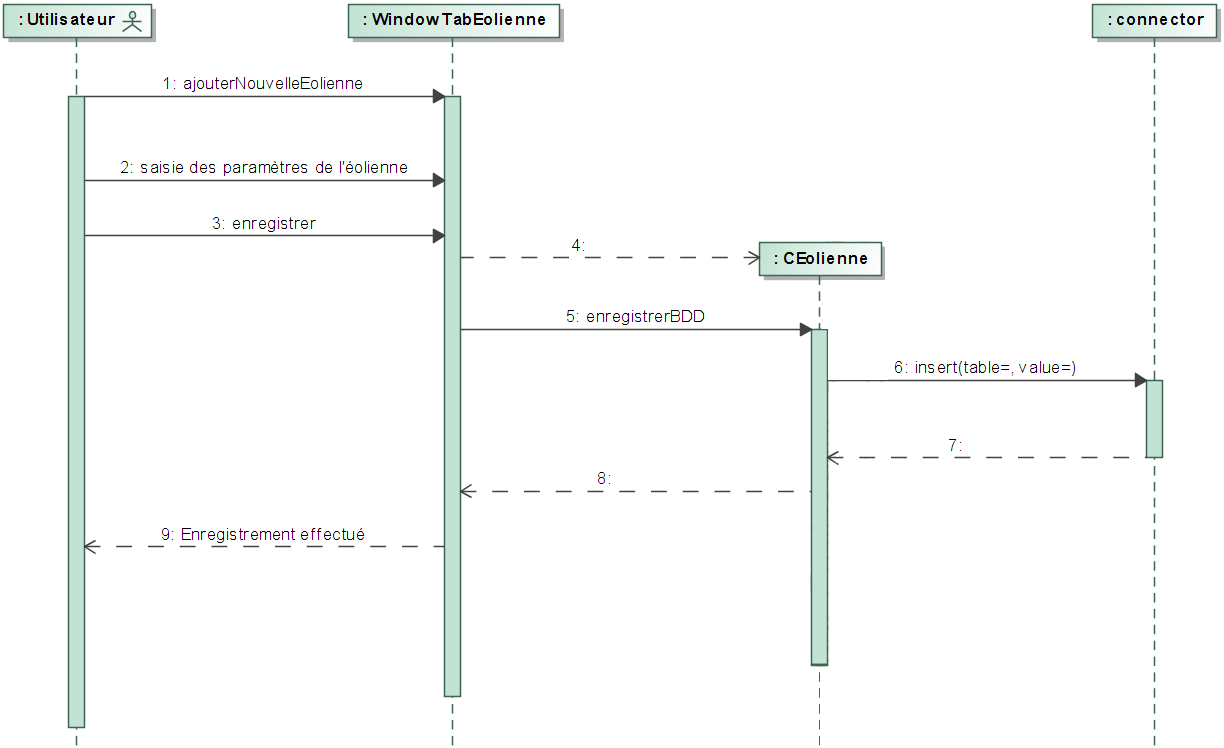 : Utilisateur
: WindowTabEolienne
: connector
1: ajouterNouvelleEolienne
2: saisie des paramètres de l'éolienne
3: enregistrer
4:
: CEolienne
5: enregistrerBDD
6: insert(table=, value=)
7:
8:
9: Enregistrement effectué